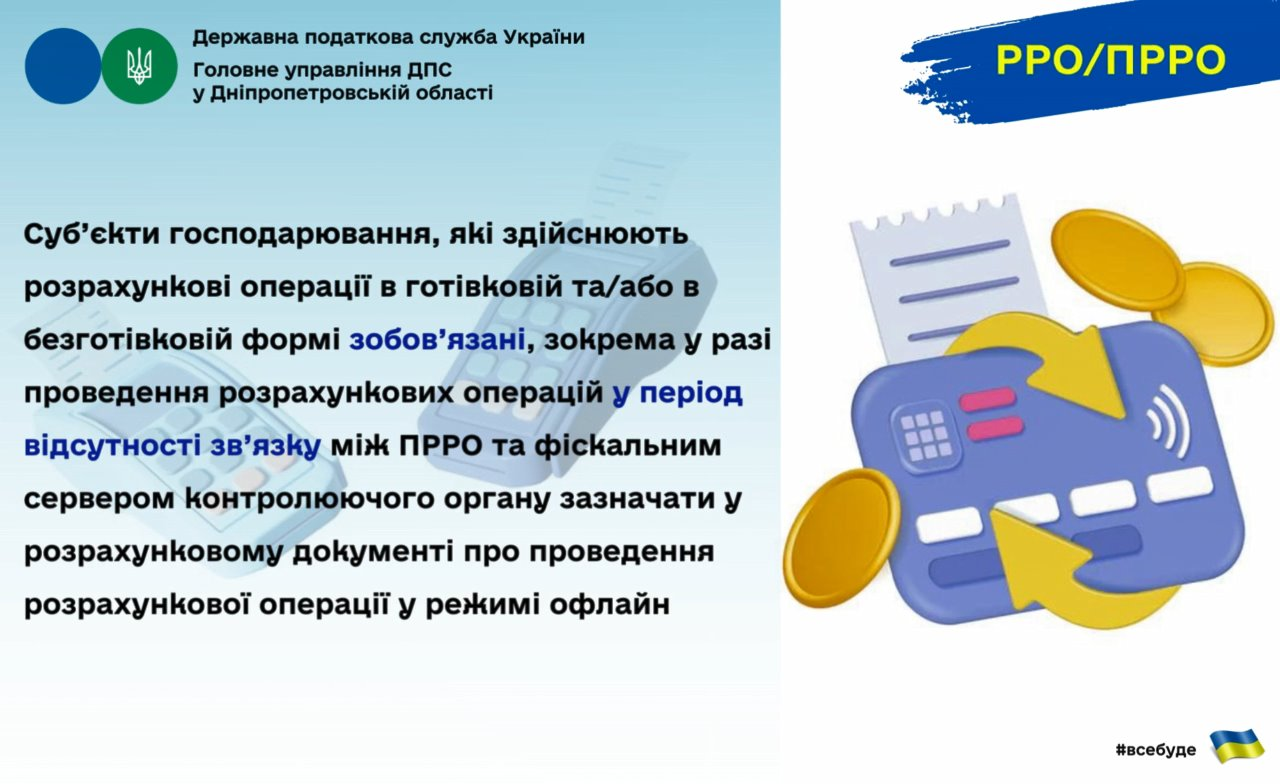 Державна податкова служба України
Головне управління ДПС
у Дніпропетровській області
РРО/ПРРО
Суб’єкти господарювання, які здійснюють
розрахункові операції в готівковій та/або в
безготівковій формі зобов’язані, зокрема у разі
проведення розрахункових операцій у період
відсутності зв’язку між ПРРО та фіскальним
сервером контролюючого органу зазначати у
розрахунковому документі про проведення
розрахункової операції у режимі офлайн
#всебуде